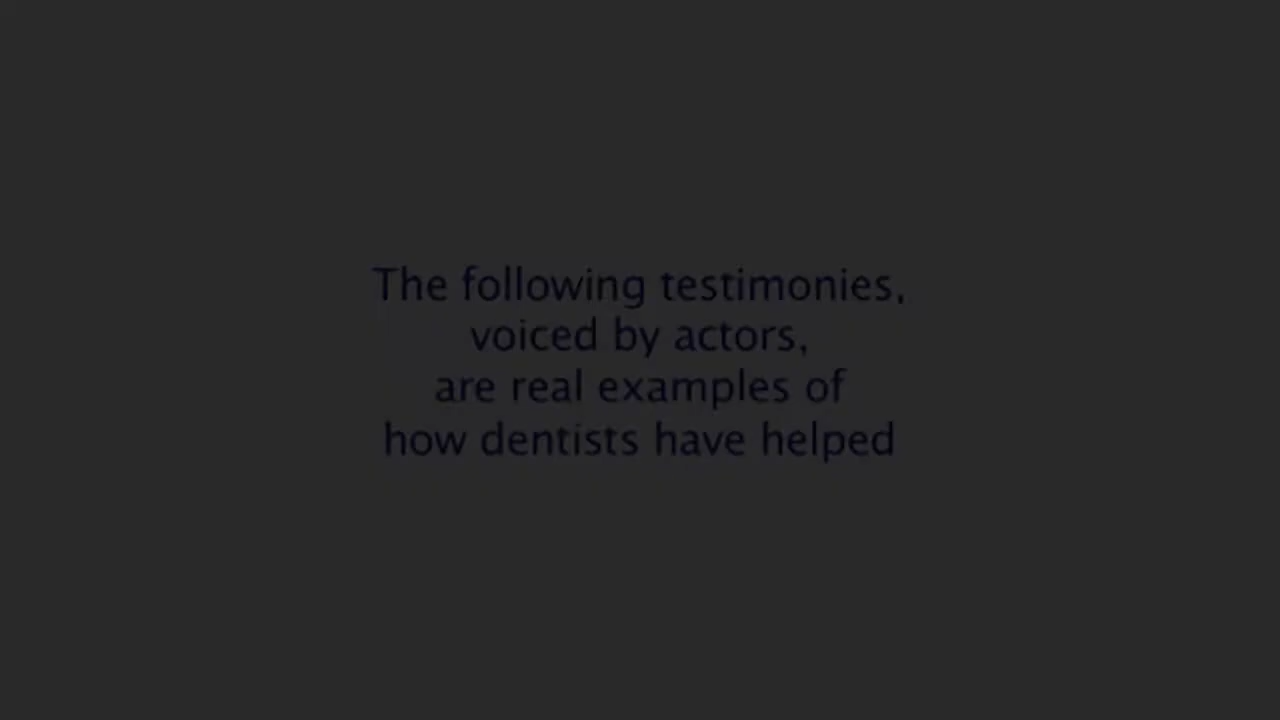 The following testimonies,
voiced by actors,
are real examples of
how dentists have helped